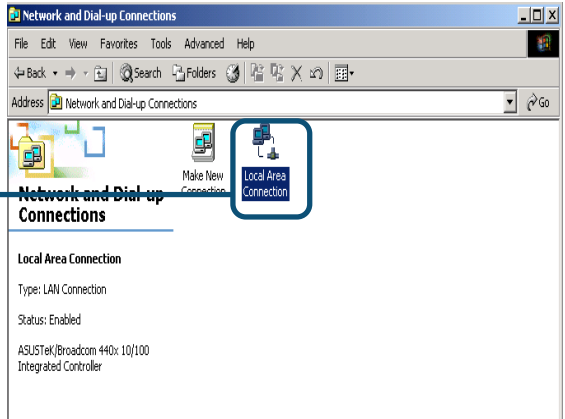 Network and Dial-up Connections
File Edit View Favorites Tools Advanced Help
Back Search Folders
Address Network and Dial-up Connections Go
Make New Connection
Local Area Connection
Network and Dial-up
Connections
Local Area Connection
Type: LAN Connection
Status: Enabled
ASUSTeK/Broadcom 440x 10/100
Integrated Controller